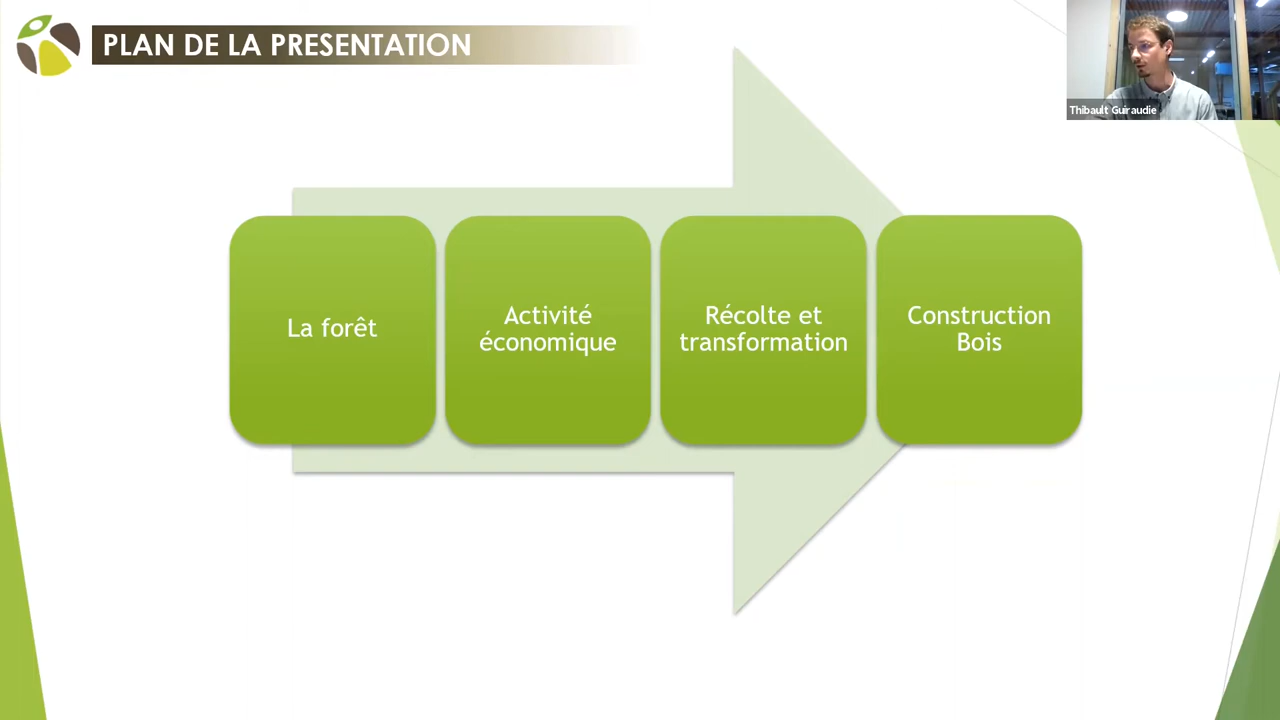 PLAN DE LA PRESENTATION
Thibault Guiraudie
La forêt
Activité
économique
Récolte et
transformation
Construction
Bois